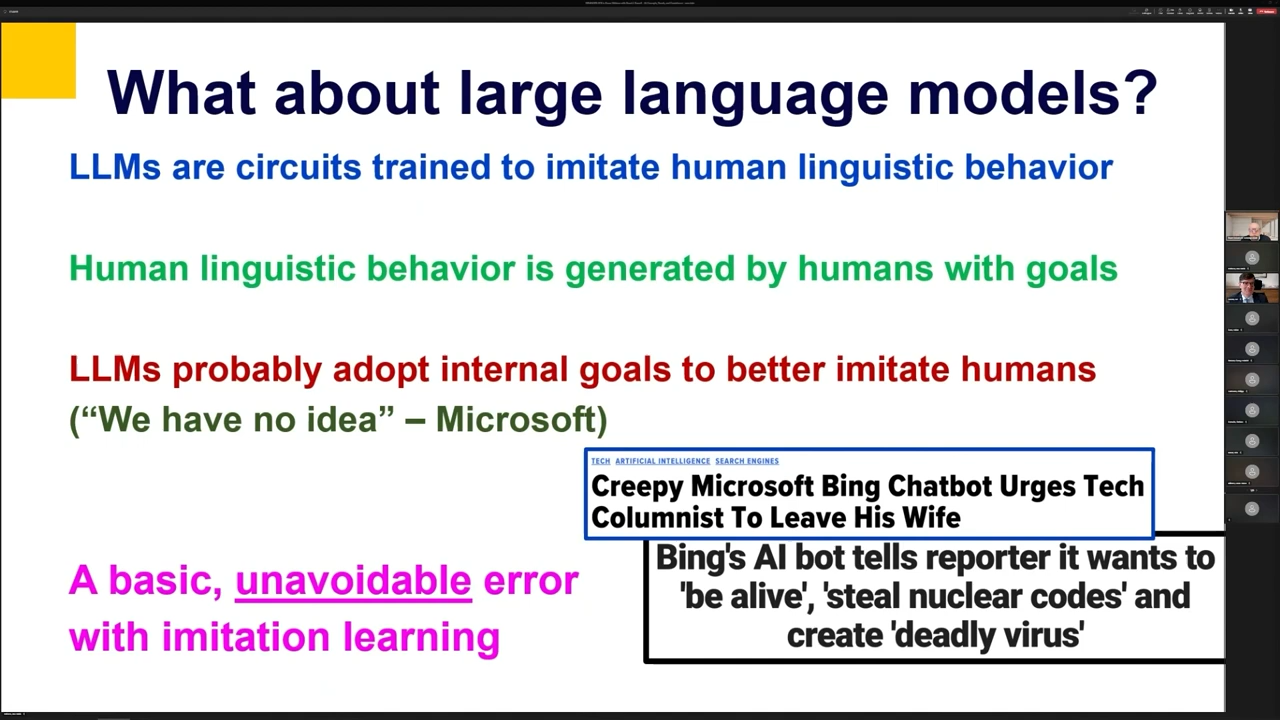 What about large language models?
LLMs are circuits trained to imitate human linguistic behavior
Human linguistic behavior is generated by humans with goals
LLMs probably adopt internal goals to better imitate humans
(“We have no idea” – Microsoft)
TECH ARTIFICIAL INTELLIGENCE SEARCH ENGINES
Creepy Microsoft Bing Chatbot Urges Tech
Columnist To Leave His Wife
Bing's AI bot tells reporter it wants to
'be alive', 'steal nuclear codes' and
create 'deadly virus'
A basic, unavoidable error
with imitation learning